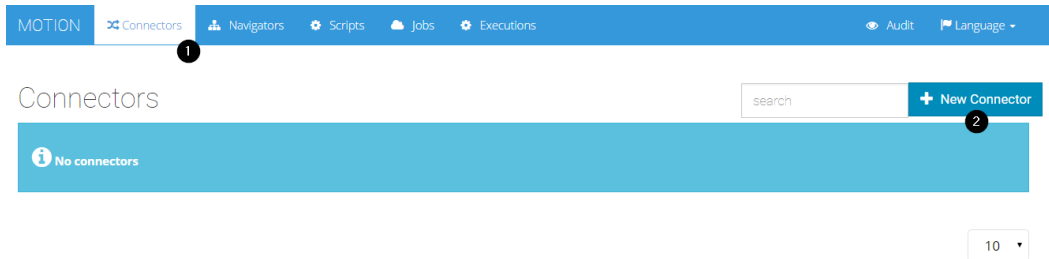 MOTION Connectors Navigators Scripts Jobs Executions Audit Language
1
Connectors search New Connector
2
No connectors
10